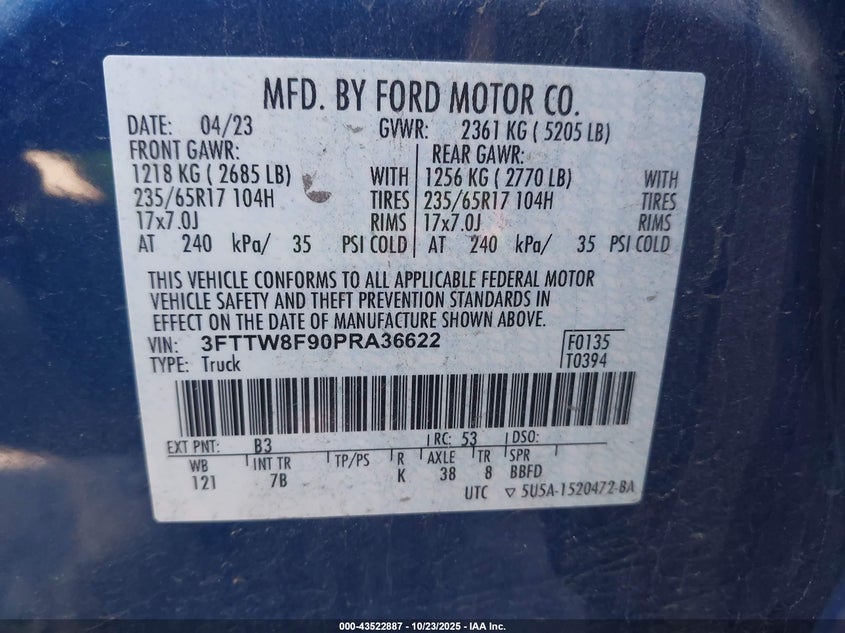 MFD. BY FORD MOTOR CO.
DATE: 04/23 GVWR: 2361 KG ( 5205 LB)
FRONT GAWR: REAR GAWR:
1218 KG ( 2685 LB) WITH 1256 KG ( 2770 LB) WITH
235/65R17 104H TIRES 235/65R17 104H TIRES
17x7.0J RIMS 17x7.0J RIMS
AT 240 kPa/ 35 PSI COLD AT 240 kPa/ 35 PSI COLD
THIS VEHICLE CONFORMS TO ALL APPLICABLE FEDERAL MOTOR
VEHICLE SAFETY AND THEFT PREVENTION STANDARDS IN
EFFECT ON THE DATE OF MANUFACTURE SHOWN ABOVE.
VIN: 3FTTW8F90PRA36622 F0135
TYPE: Truck T0394
EXT PNT: B3 RC: 53 DSO:
WB INT TR TP/PS R AXLE TR SPR
121 7B K 38 8 BBFD
UTC ▽ 5U5A-1520472-BA
000-43522887 - 10/23/2025 - IAA Inc.